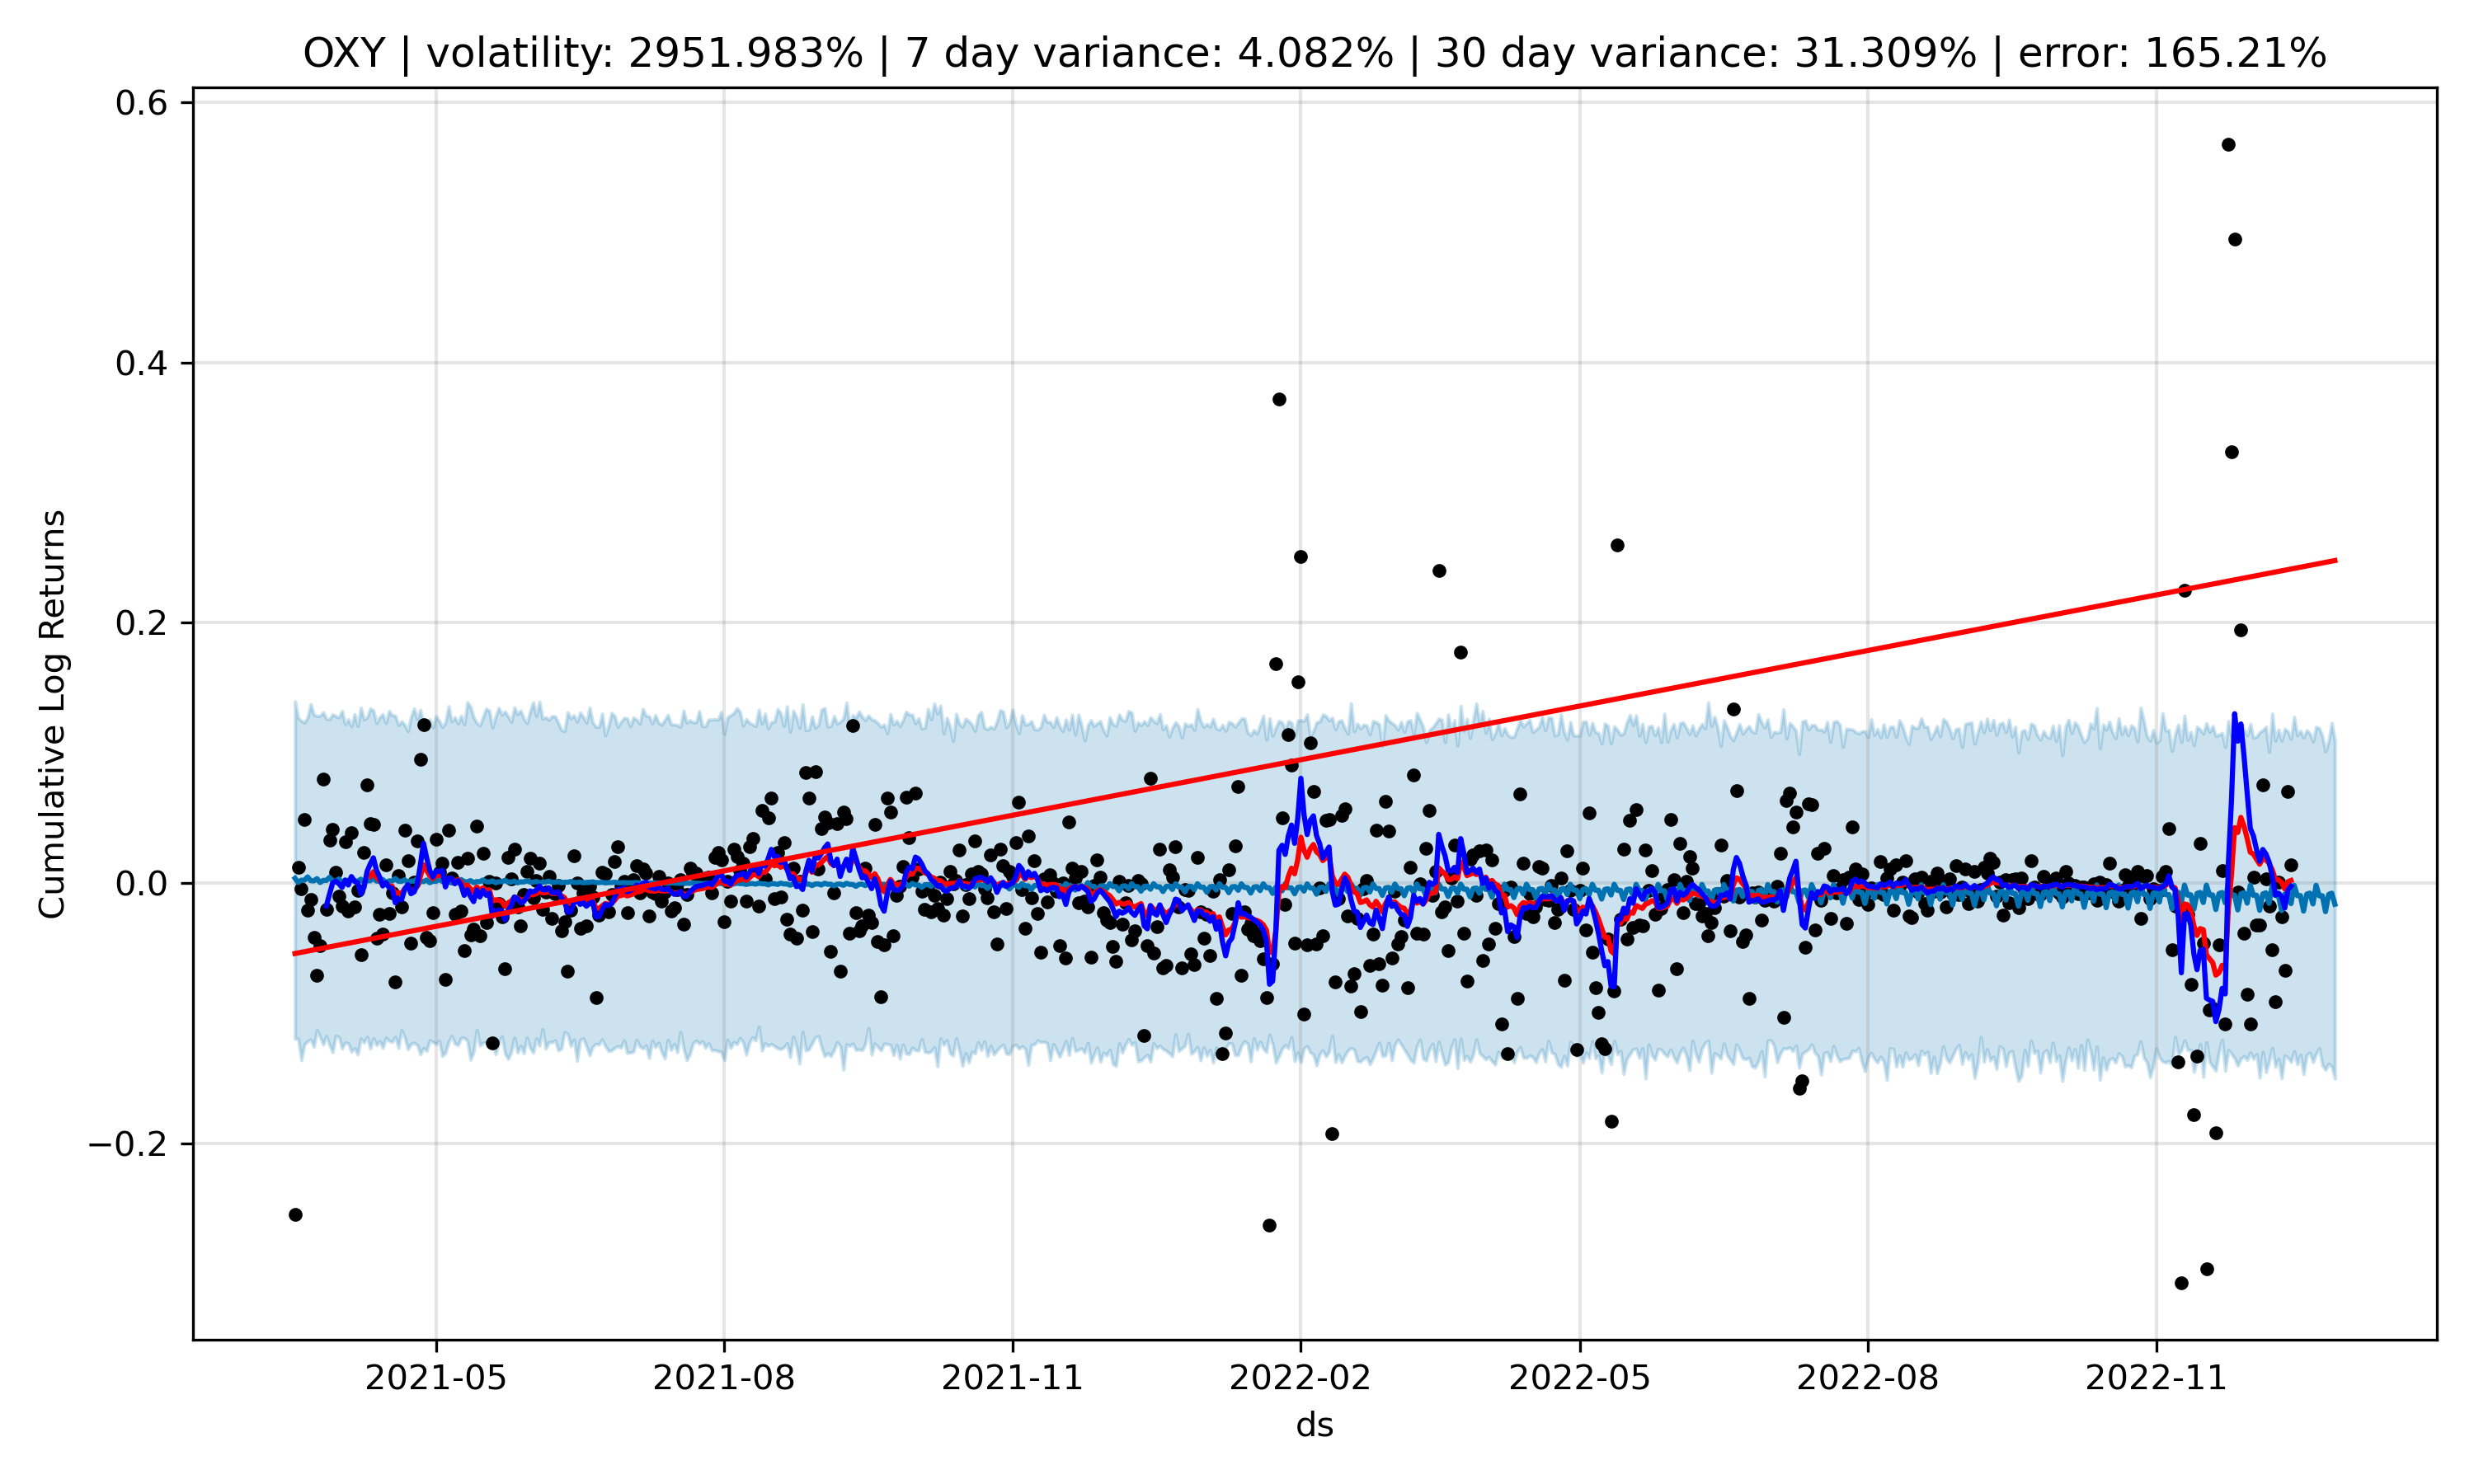 OXY | volatility: 2951.983% | 7 day variance: 4.082% | 30 day variance: 31.309% | error: 165.21%
0.6
0.4
0.2
0.0
−0.2
Cumulative Log Returns
2021-05 2021-08 2021-11 2022-02 2022-05 2022-08 2022-11
ds